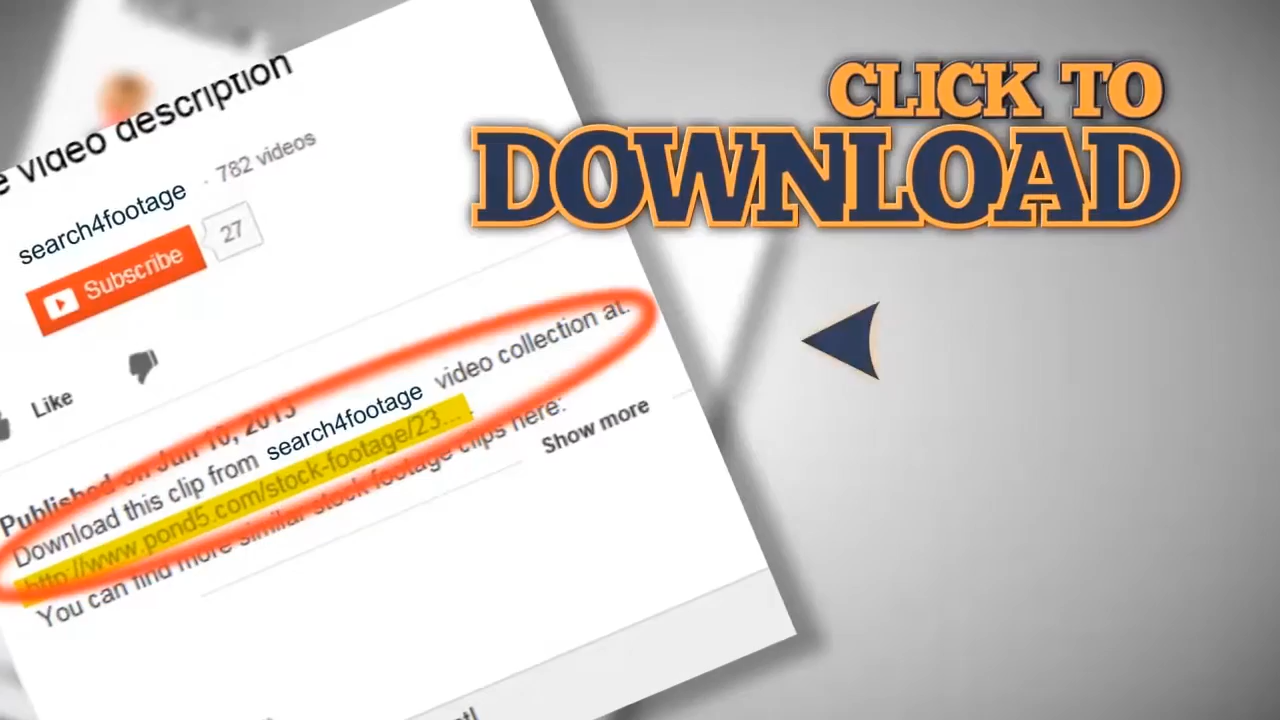 CLICK TO
DOWNLOAD
e video description
search4footage · 782 videos
Subscribe 27
Like
Published on Jun 10, 2013
Download this clip from search4footage video collection at:
http://www.pond5.com/stock-footage/23...
You can find more similar stock footage clips here:
Show more